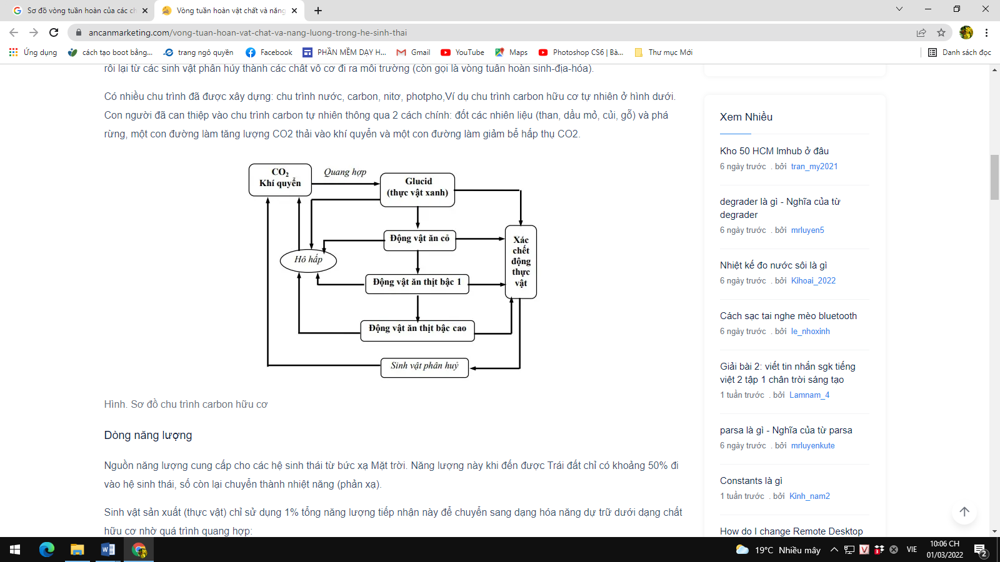 Sơ đồ vòng tuần hoàn của các ch
Vòng tuần hoàn vật chất và năng
ancanmarketing.com/vong-tuan-hoan-vat-chat-va-nang-luong-trong-he-sinh-thai
Ứng dụng
cách tạo boot bằng...
trang ngô quyền
Facebook
PHẦN MỀM DẠY H...
Gmail
YouTube
Maps
Photoshop CS6 | Bà...
Thư mục Mới
Danh sách đọc
rồi lại từ các sinh vật phân hủy thành các chất vô cơ đi ra môi trường (còn gọi là vòng tuần hoàn sinh-địa-hóa).
Có nhiều chu trình đã được xây dựng: chu trình nước, carbon, nitơ, photpho,Ví dụ chu trình carbon hữu cơ tự nhiên ở hình dưới.
Con người đã can thiệp vào chu trình carbon tự nhiên thông qua 2 cách chính: đốt các nhiên liệu (than, dầu mỏ, củi, gỗ) và phá
rừng, một con đường làm tăng lượng CO2 thải vào khí quyển và một con đường làm giảm bể hấp thụ CO2.
CO2
Khí quyển
Quang hợp
Glucid
(thực vật xanh)
Động vật ăn cỏ
Hô hấp
Động vật ăn thịt bậc 1
Động vật ăn thịt bậc cao
Xác
chết
động
thực
vật
Sinh vật phân huỷ
Hình. Sơ đồ chu trình carbon hữu cơ
Dòng năng lượng
Nguồn năng lượng cung cấp cho các hệ sinh thái từ bức xạ Mặt trời. Năng lượng này khi đến được Trái đất chỉ có khoảng 50% đi
vào hệ sinh thái, số còn lại chuyển thành nhiệt năng (phản xạ).
Sinh vật sản xuất (thực vật) chỉ sử dụng 1% tổng năng lượng tiếp nhận này để chuyển sang dạng hóa năng dự trữ dưới dạng chất
hữu cơ nhờ quá trình quang hợp:
Xem Nhiều
Kho 50 HCM Imhub ở đâu
6 ngày trước . bởi tran_my2021
degrader là gì - Nghĩa của từ
degrader
6 ngày trước . bởi mrluyen5
Nhiệt kế đo nước sôi là gì
6 ngày trước . bởi Kihoai_2022
Cách sạc tai nghe mèo bluetooth
6 ngày trước . bởi le_nhoxinh
Giải bài 2: viết tin nhắn sgk tiếng
việt 2 tập 1 chân trời sáng tạo
1 tuần trước . bởi Lamnam_4
parsa là gì - Nghĩa của từ parsa
6 ngày trước . bởi mrluyenkute
Constants là gì
1 tuần trước . bởi Kinh_nam2
How do I change Remote Desktop
19°C Nhiều mây
VIE
10:06 CH
01/03/2022
2